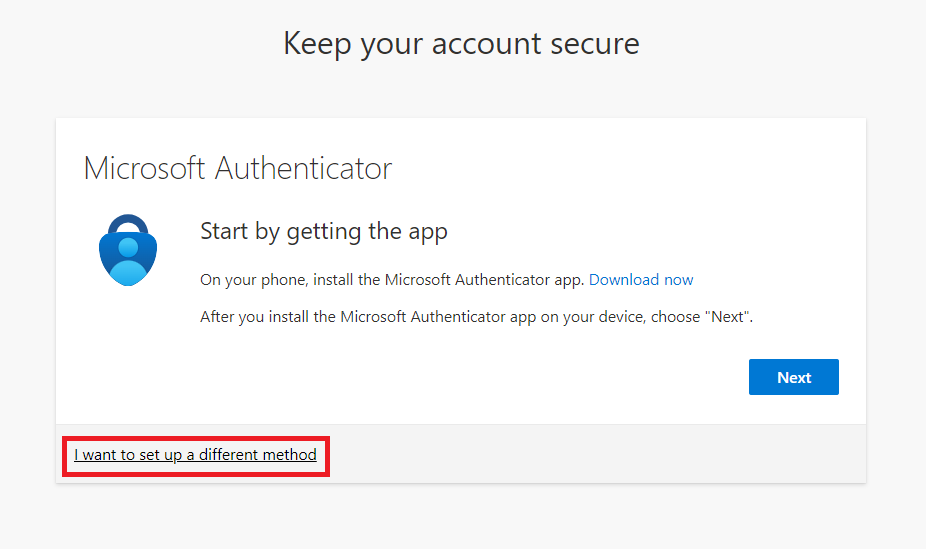 Keep your account secure
Microsoft Authenticator
Start by getting the app
On your phone, install the Microsoft Authenticator app. Download now
After you install the Microsoft Authenticator app on your device, choose "Next".
Next
I want to set up a different method